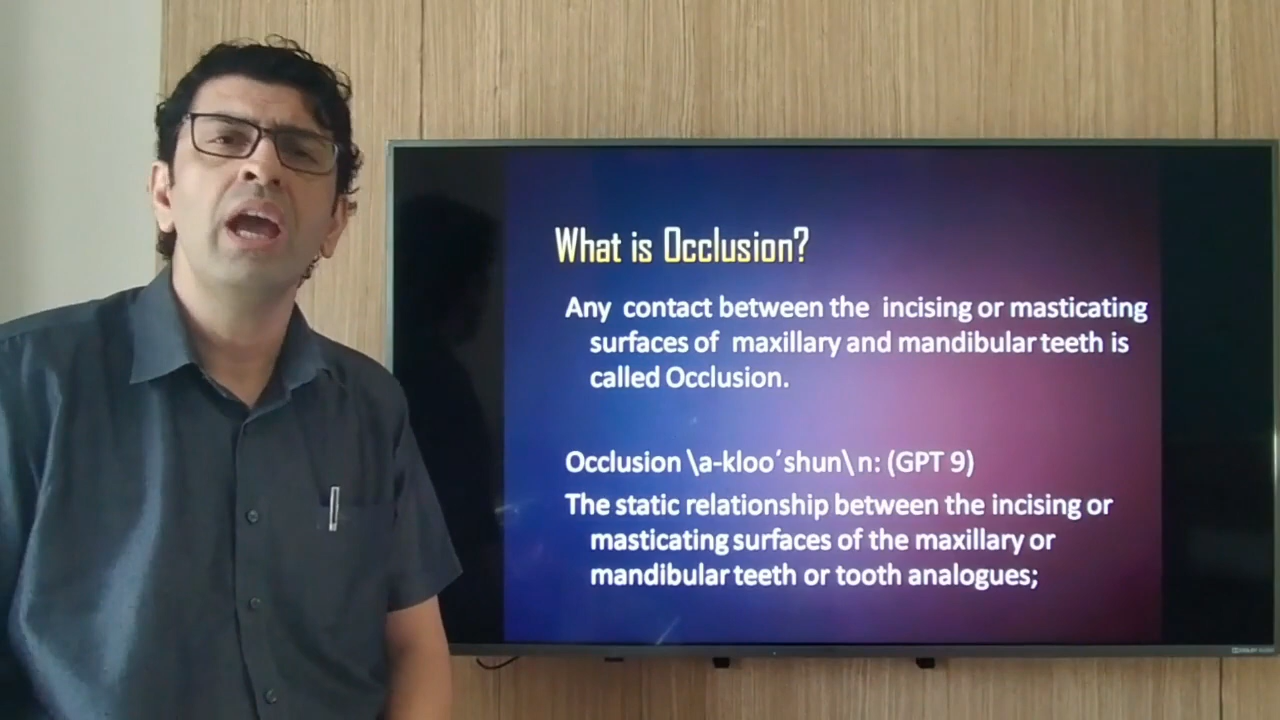 What is Occlusion?
Any contact between the incising or masticating
surfaces of maxillary and mandibular teeth is
called Occlusion.
Occlusion \a-kloo´shun\ n: (GPT 9)
The static relationship between the incising or
masticating surfaces of the maxillary or
mandibular teeth or tooth analogues;